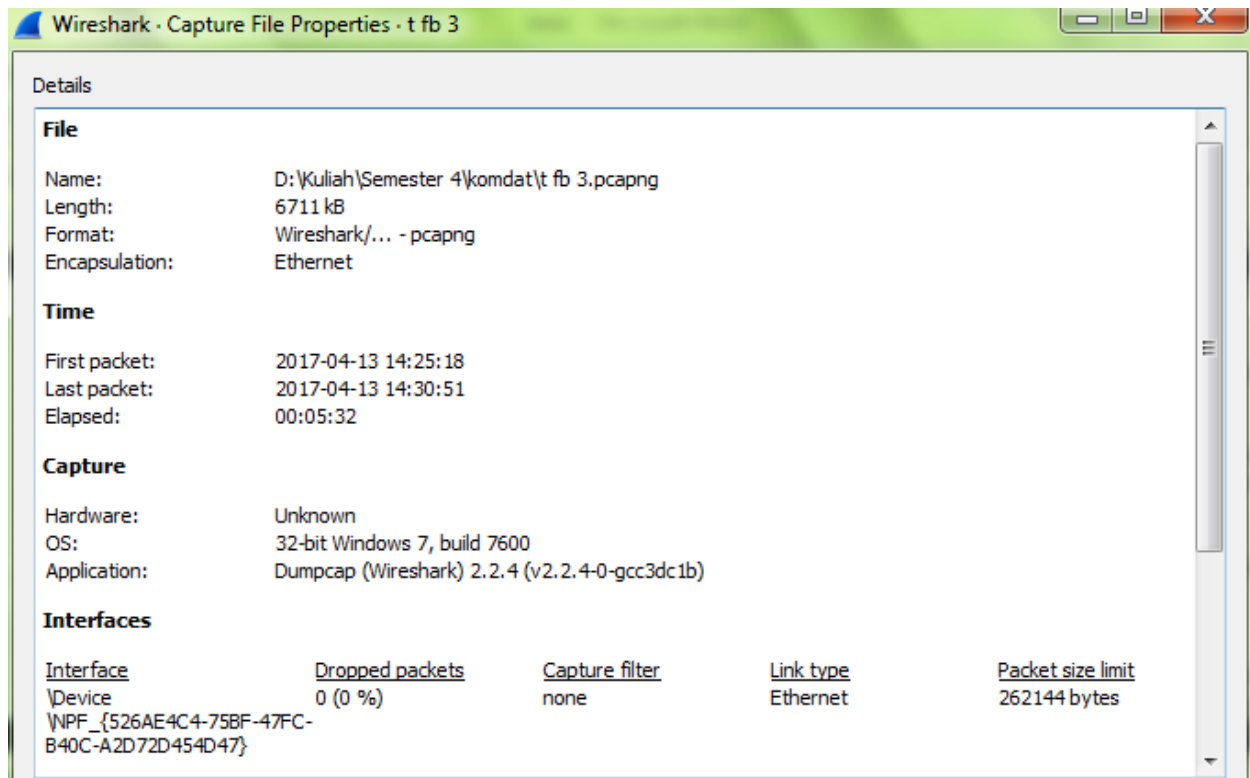 Wireshark · Capture File Properties · t fb 3
Details
File
Name: D:\Kuliah\Semester 4\komdat\t fb 3.pcapng
Length: 6711 kB
Format: Wireshark/... - pcapng
Encapsulation: Ethernet
Time
First packet: 2017-04-13 14:25:18
Last packet: 2017-04-13 14:30:51
Elapsed: 00:05:32
Capture
Hardware: Unknown
OS: 32-bit Windows 7, build 7600
Application: Dumpcap (Wireshark) 2.2.4 (v2.2.4-0-gcc3dc1b)
Interfaces
Interface Dropped packets Capture filter Link type Packet size limit
\Device 0 (0 %) none Ethernet 262144 bytes
\NPF_{526AE4C4-75BF-47FC-
B40C-A2D72D454D47}